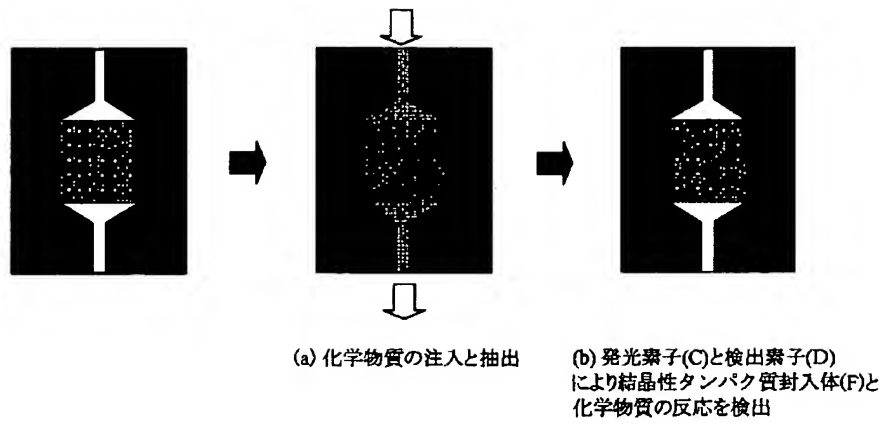 (a) 化学物質の注入と抽出
(b) 発光素子(C)と検出素子(D)
により結晶性タンパク質封入体(F)と
化学物質の反応を検出